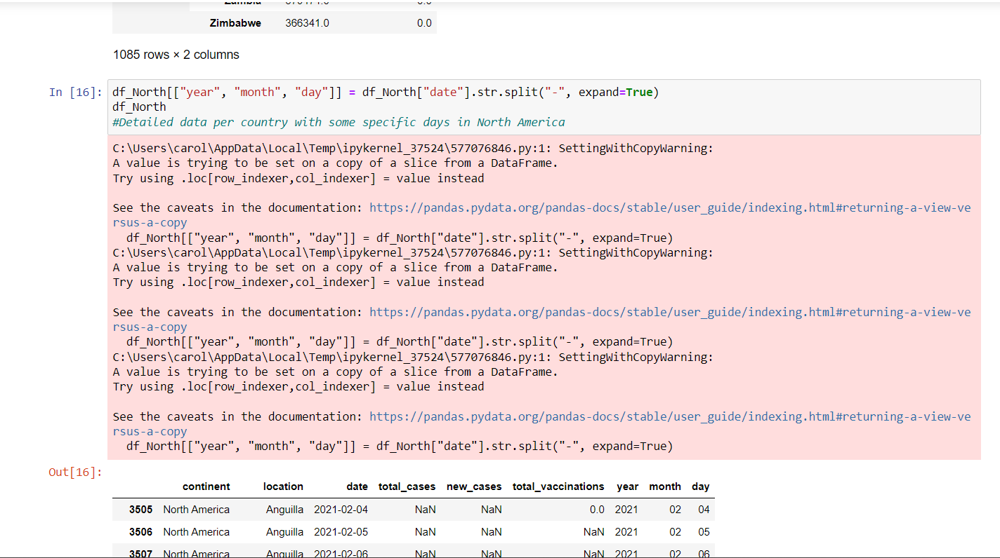 Zambia
0.0
Zimbabwe 366341.0 0.0
1085 rows × 2 columns
In [16]: df_North[["year", "month", "day"]] = df_North["date"].str.split("-", expand=True)
df_North
#Detailed data per country with some specific days in North America
C:\Users\carol\AppData\Local\Temp\ipykernel_37524\577076846.py:1: SettingWithCopyWarning:
A value is trying to be set on a copy of a slice from a DataFrame.
Try using .loc[row_indexer,col_indexer] = value instead
See the caveats in the documentation: https://pandas.pydata.org/pandas-docs/stable/user_guide/indexing.html#returning-a-view-ve
rsus-a-copy
df_North[["year", "month", "day"]] = df_North["date"].str.split("-", expand=True)
C:\Users\carol\AppData\Local\Temp\ipykernel_37524\577076846.py:1: SettingWithCopyWarning:
A value is trying to be set on a copy of a slice from a DataFrame.
Try using .loc[row_indexer,col_indexer] = value instead
See the caveats in the documentation: https://pandas.pydata.org/pandas-docs/stable/user_guide/indexing.html#returning-a-view-ve
rsus-a-copy
df_North[["year", "month", "day"]] = df_North["date"].str.split("-", expand=True)
C:\Users\carol\AppData\Local\Temp\ipykernel_37524\577076846.py:1: SettingWithCopyWarning:
A value is trying to be set on a copy of a slice from a DataFrame.
Try using .loc[row_indexer,col_indexer] = value instead
See the caveats in the documentation: https://pandas.pydata.org/pandas-docs/stable/user_guide/indexing.html#returning-a-view-ve
rsus-a-copy
df_North[["year", "month", "day"]] = df_North["date"].str.split("-", expand=True)
Out[16]:
continent location date total_cases new_cases total_vaccinations year month day
3505 North America Anguilla 2021-02-04 NaN NaN 0.0 2021 02 04
3506 North America Anguilla 2021-02-05 NaN NaN NaN 2021 02 05
3507 North America Anguilla 2021-02-06 NaN NaN NaN 2021 02 06